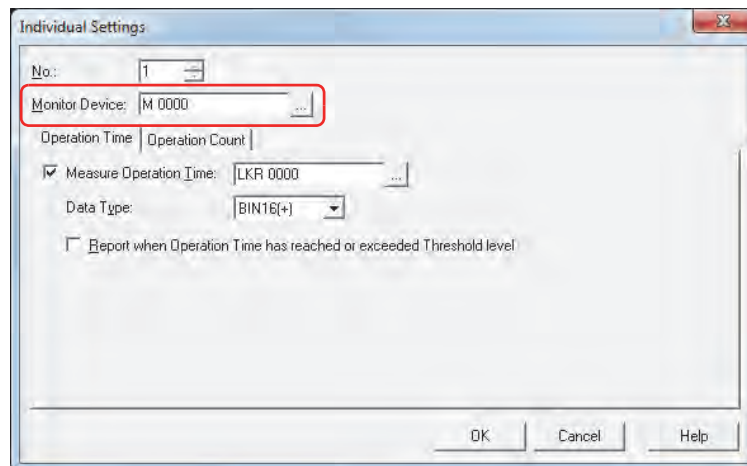 Individual Settings
No.: 1
Monitor Device: M 0000 ...
Operation Time Operation Count
Measure Operation Time: LKR 0000 ...
Data Type: BIN16(+)
Report when Operation Time has reached or exceeded Threshold level
OK Cancel Help